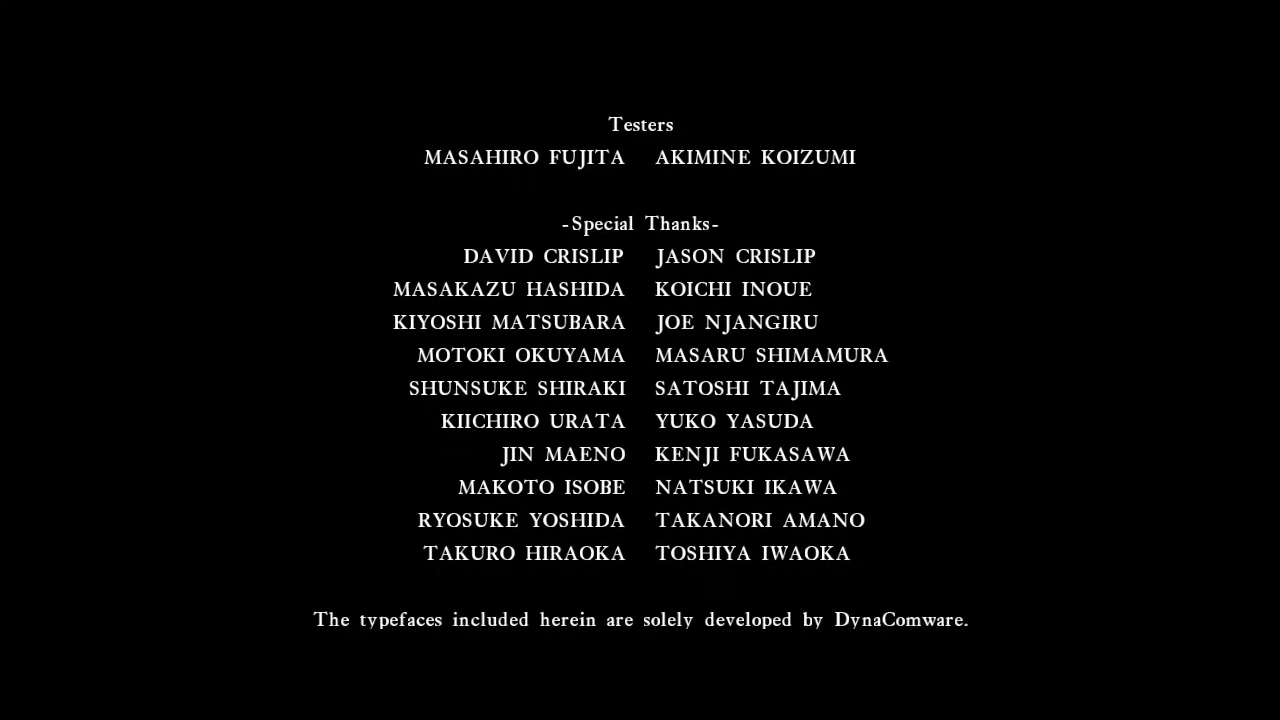 Testers
MASAHIRO FUJITA AKIMINE KOIZUMI
-Special Thanks-
DAVID CRISLIP JASON CRISLIP
MASAKAZU HASHIDA KOICHI INOUE
KIYOSHI MATSUBARA JOE NJANGIRU
MOTOKI OKUYAMA MASARU SHIMAMURA
SHUNSUKE SHIRAKI SATOSHI TAJIMA
KIICHIRO URATA YUKO YASUDA
JIN MAENO KENJI FUKASAWA
MAKOTO ISOBE NATSUKI IKAWA
RYOSUKE YOSHIDA TAKANORI AMANO
TAKURO HIRAOKA TOSHIYA IWAOKA
The typefaces included herein are solely developed by DynaComware.